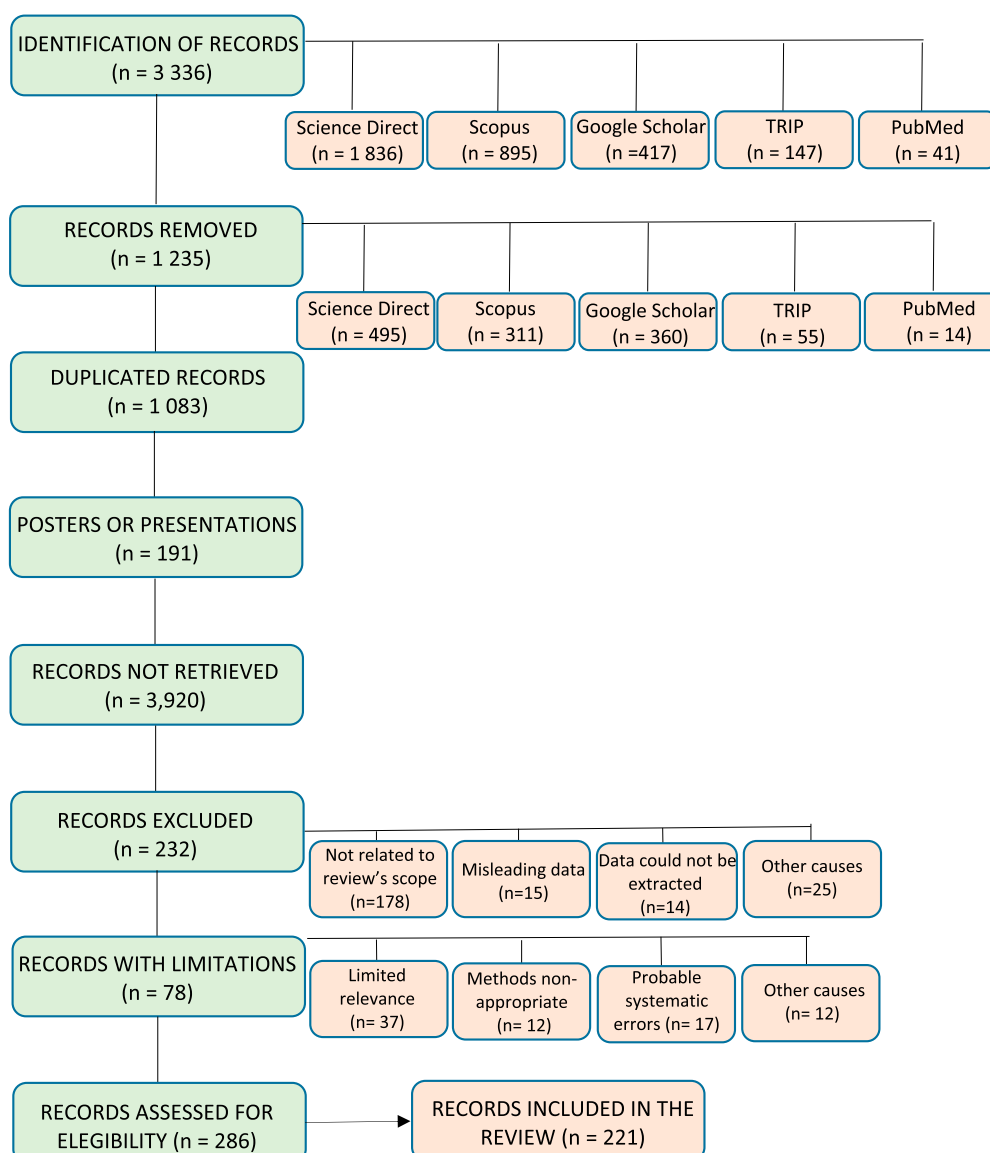 IDENTIFICATION OF RECORDS
(n = 3 336)
Science Direct
(n = 1 836)
Scopus
(n = 895)
Google Scholar
(n =417)
TRIP
(n = 147)
PubMed
(n = 41)
RECORDS REMOVED
(n = 1 235)
Science Direct
(n = 495)
Scopus
(n = 311)
Google Scholar
(n = 360)
TRIP
(n = 55)
PubMed
(n = 14)
DUPLICATED RECORDS
(n = 1 083)
POSTERS OR PRESENTATIONS
(n = 191)
RECORDS NOT RETRIEVED
(n = 3,920)
RECORDS EXCLUDED
(n = 232)
Not related to
review’s scope
(n=178)
Misleading data
(n=15)
Data could not be
extracted
(n=14)
Other causes
(n=25)
RECORDS WITH LIMITATIONS
(n = 78)
Limited
relevance
(n= 37)
Methods non-
appropriate
(n= 12)
Probable
systematic
errors (n= 17)
Other causes
(n= 12)
RECORDS ASSESSED FOR
ELEGIBILITY (n = 286)
RECORDS INCLUDED IN THE
REVIEW (n = 221)